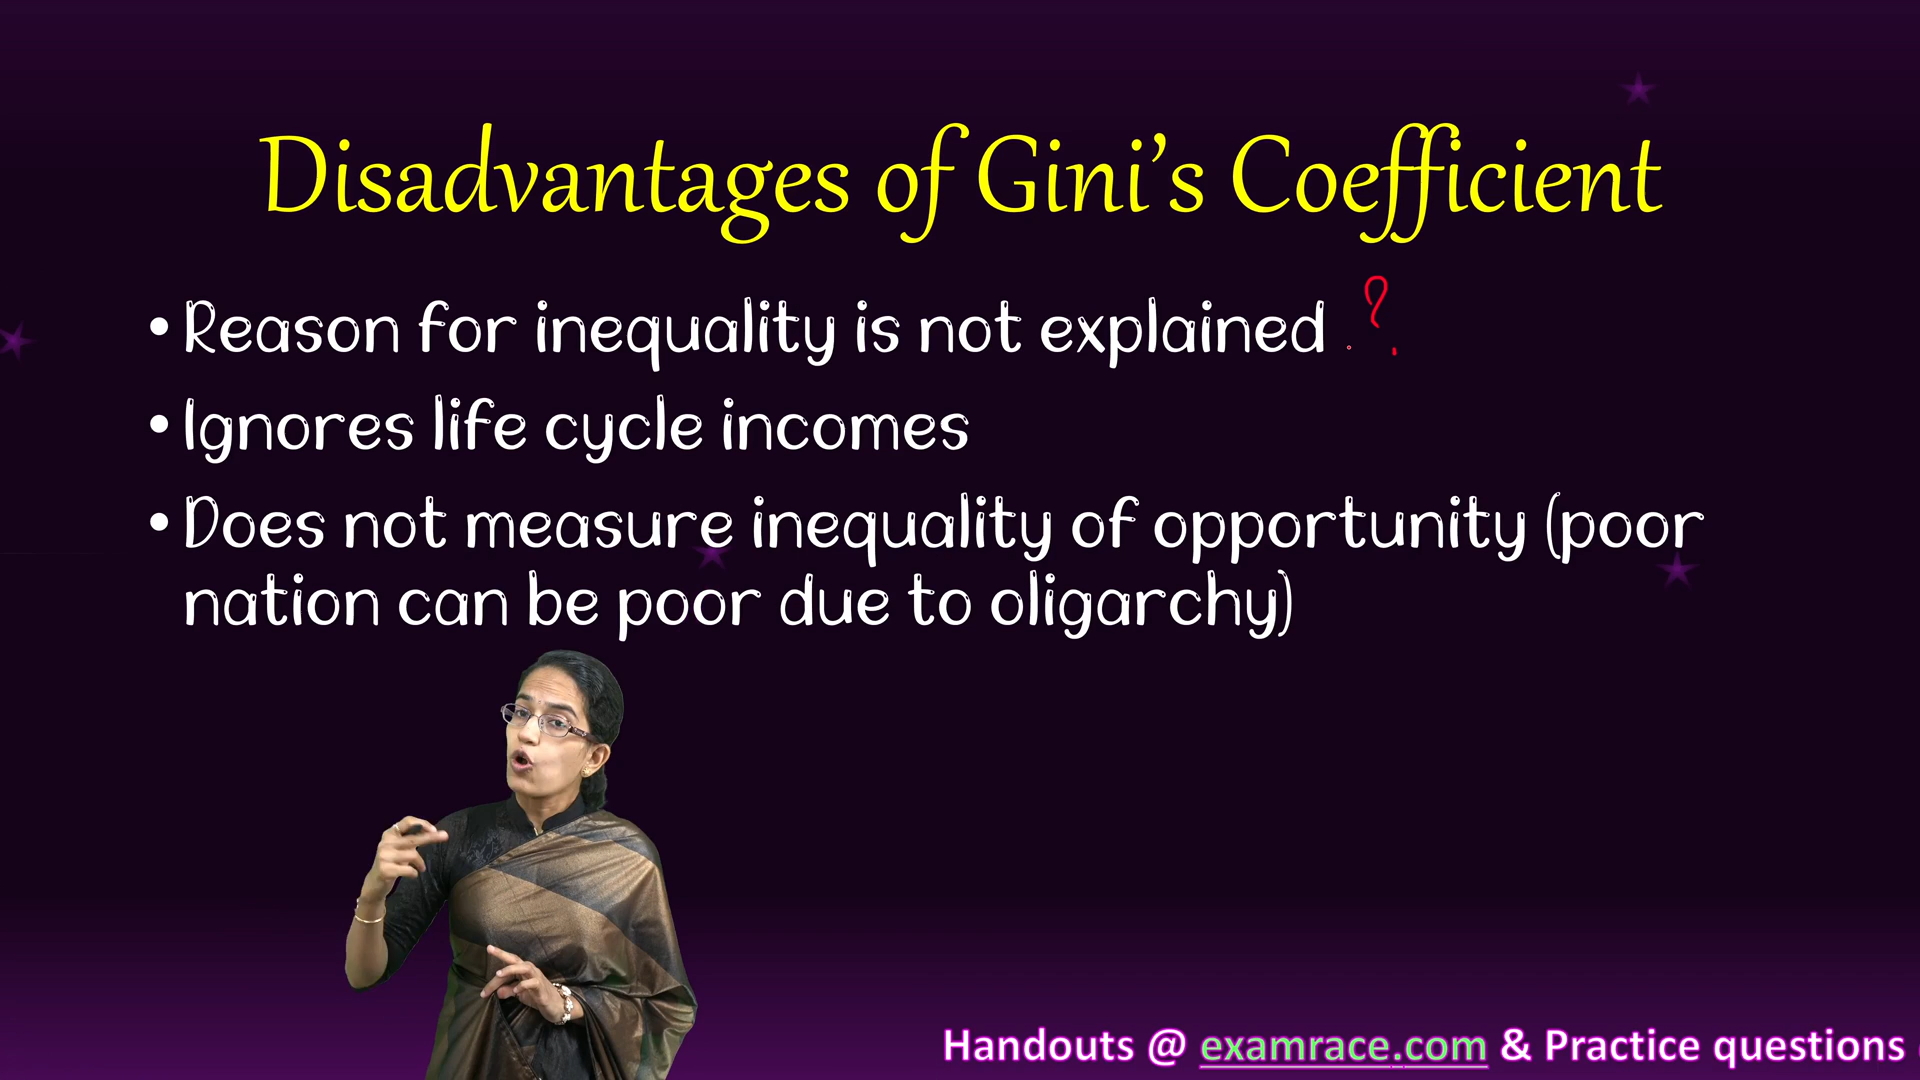 Disadvantages of Gini's Coefficient
• Reason for inequality is not explained ?
• Ignores life cycle incomes
• Does not measure inequality of opportunity (poor
nation can be poor due to oligarchy)
Handouts @ examrace.com & Practice questions